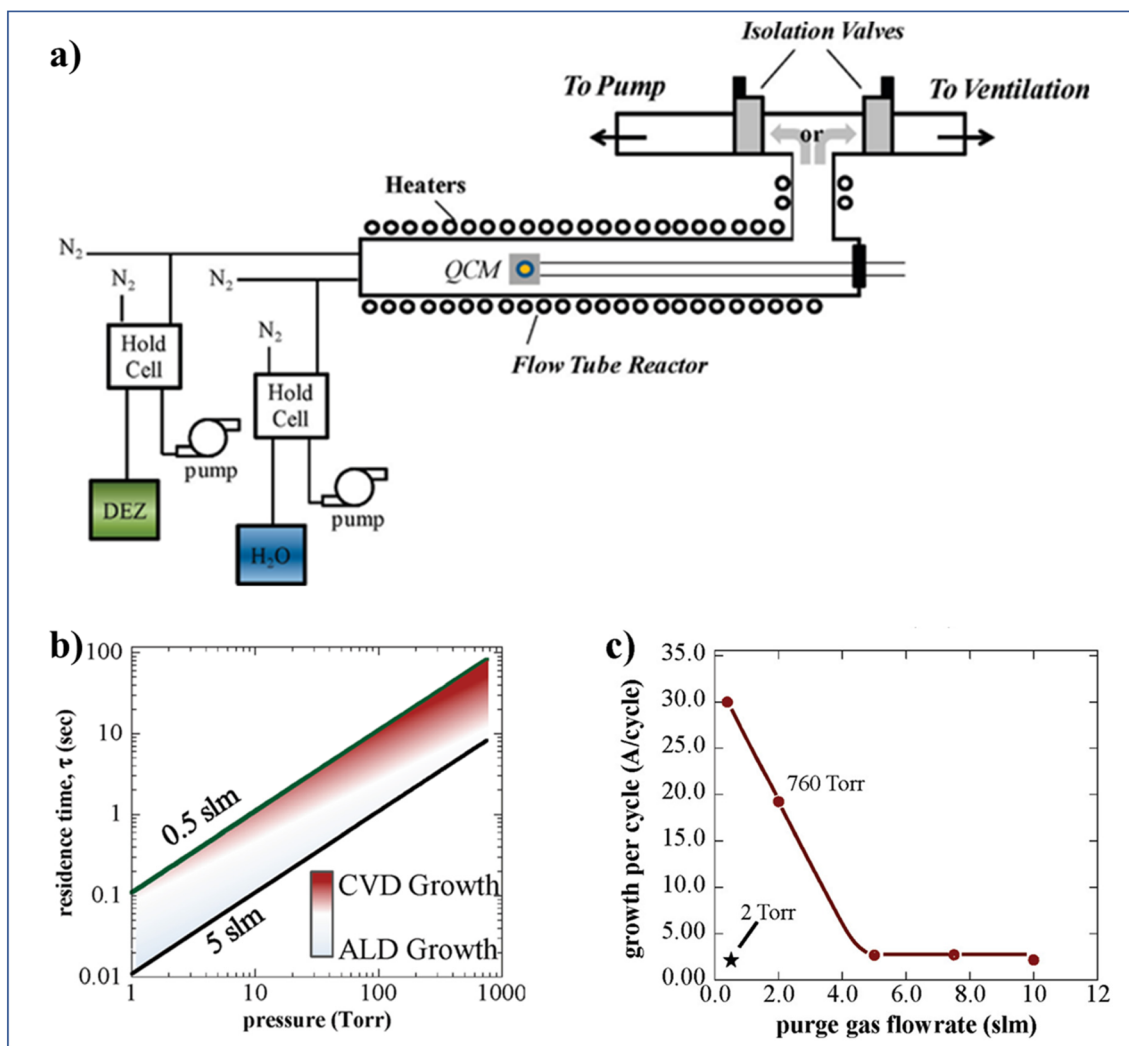 a)
Isolation Valves
To Pump
To Ventilation
or
Heaters
N₂
QCM
N₂
N₂
Hold
Cell
N₂
Hold
Cell
Flow Tube Reactor
pump
DEZ
pump
H₂O
b)
100
10
1
0.1
0.01
residence time, τ (sec)
0.5 slm
5 slm
CVD Growth
ALD Growth
1
10
100
1000
pressure (Torr)
c)
35.0
30.0
25.0
20.0
15.0
10.0
5.00
0.00
growth per cycle (A/cycle)
760 Torr
2 Torr
0.0
2.0
4.0
6.0
8.0
10.0
12
purge gas flowrate (slm)